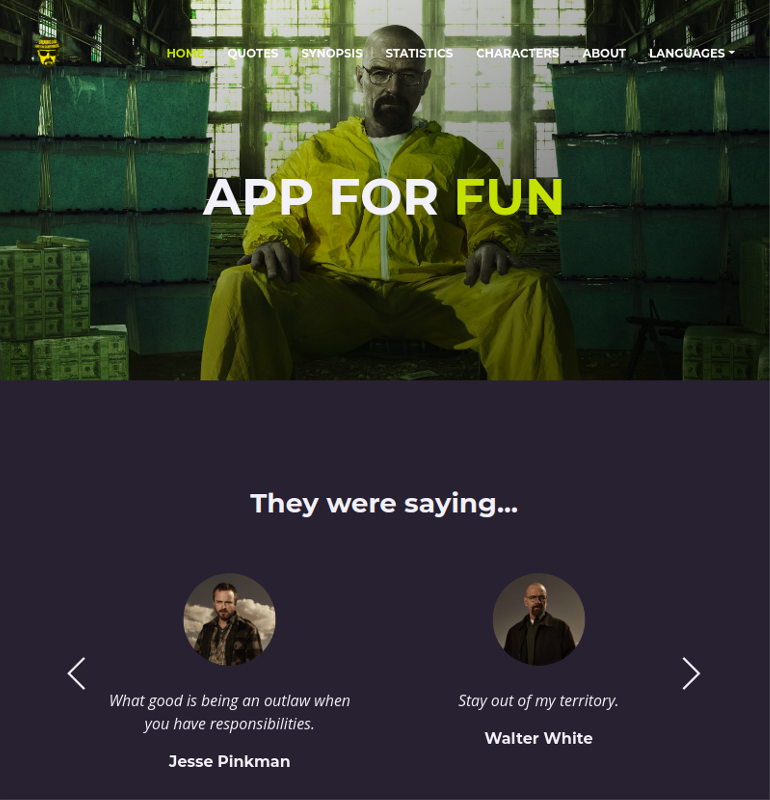 HOME QUOTES SYNOPSIS STATISTICS CHARACTERS ABOUT LANGUAGES
APP FOR FUN
They were saying...
What good is being an outlaw when
you have responsibilities.
Jesse Pinkman
Stay out of my territory.
Walter White